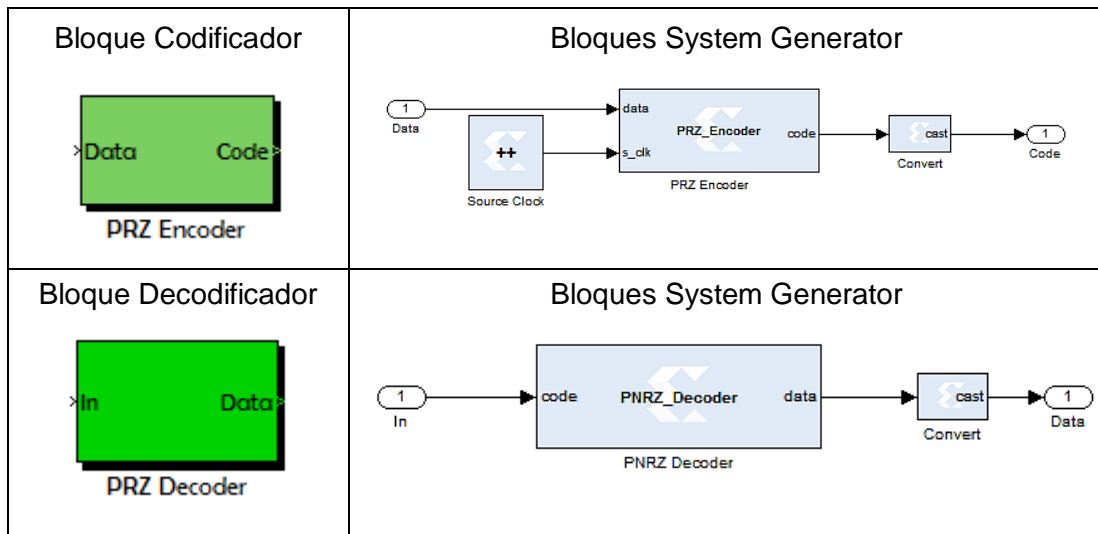 Bloque Codificador
Data Code
PRZ Encoder
Bloques System Generator
1
Data
++
Source Clock
data
s_clk
PRZ_Encoder
code
PRZ Encoder
cast
Convert
1
Code
Bloque Decodificador
In Data
PRZ Decoder
Bloques System Generator
1
In
code PNRZ_Decoder data
PNRZ Decoder
cast
Convert
1
Data